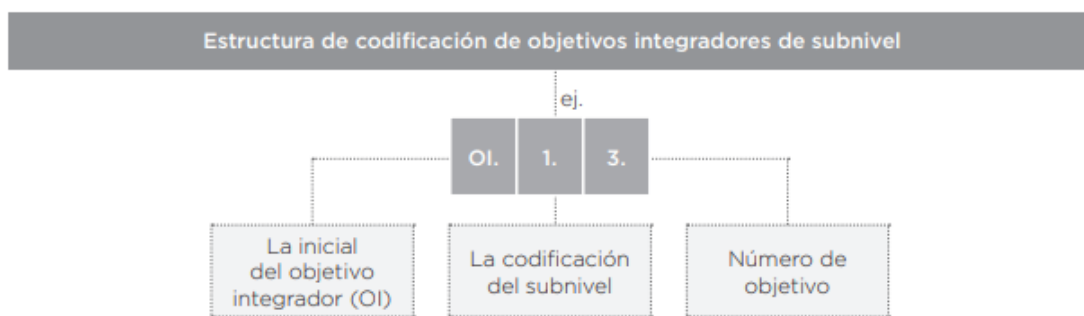 Estructura de codificación de objetivos integradores de subnivel
ej.
OI. 1. 3.
La inicial
del objetivo
integrador (OI)
La codificación
del subnivel
Número de
objetivo